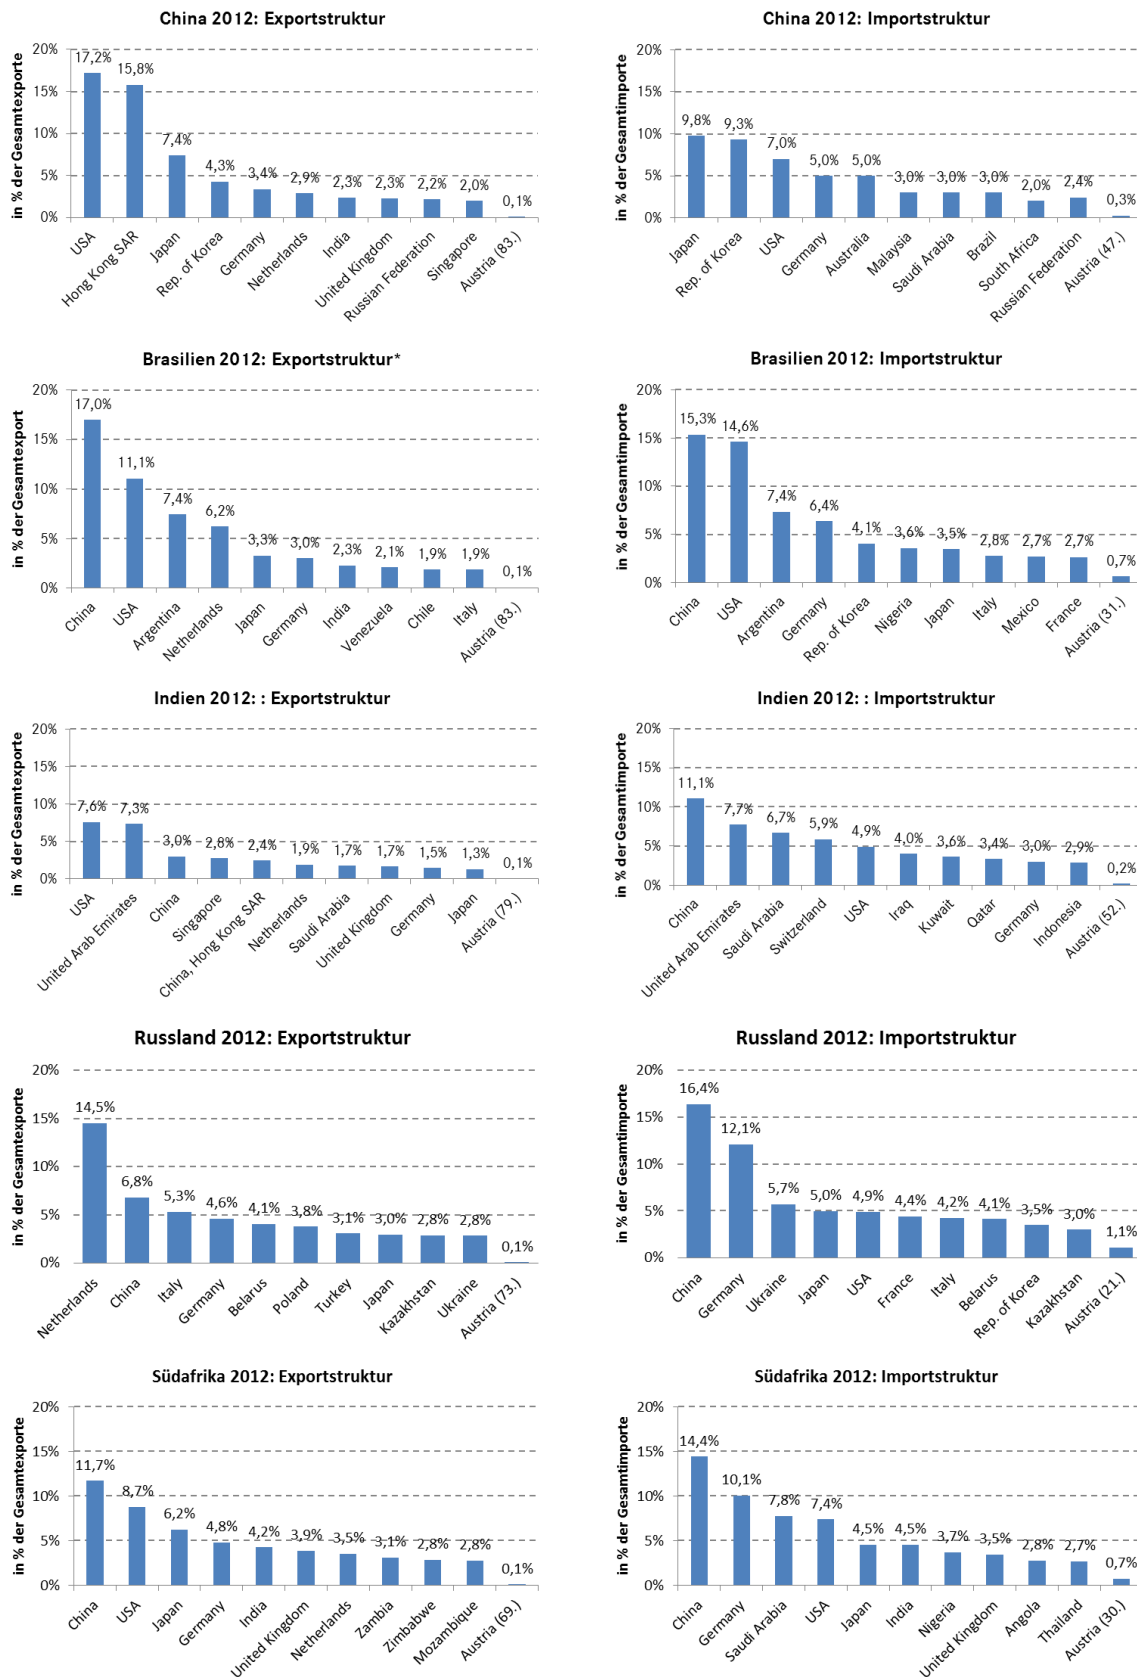 China 2012: Exportstruktur
in % der Gesamtexporte
20%
15%
10%
5%
0%
17,2%
15,8%
7,4%
4,3%
3,4%
2,9%
2,3%
2,3%
2,2%
2,0%
0,1%
USA
Hong Kong SAR
Japan
Rep. of Korea
Germany
Netherlands
India
United Kingdom
Russian Federation
Singapore
Austria (83.)
China 2012: Importstruktur
in % der Gesamtimporte
20%
15%
10%
5%
0%
9,8%
9,3%
7,0%
5,0%
5,0%
3,0%
3,0%
3,0%
2,0%
2,4%
0,3%
Japan
Rep. of Korea
USA
Germany
Australia
Malaysia
Saudi Arabia
Brazil
South Africa
Russian Federation
Austria (47.)
Brasilien 2012: Exportstruktur*
in % der Gesamtexport
20%
15%
10%
5%
0%
17,0%
11,1%
7,4%
6,2%
3,3%
3,0%
2,3%
2,1%
1,9%
1,9%
0,1%
China
USA
Argentina
Netherlands
Japan
Germany
India
Venezuela
Chile
Italy
Austria (83.)
Brasilien 2012: Importstruktur
in % der Gesamtimporte
20%
15%
10%
5%
0%
15,3%
14,6%
7,4%
6,4%
4,1%
3,6%
3,5%
2,8%
2,7%
2,7%
0,7%
China
USA
Argentina
Germany
Rep. of Korea
Nigeria
Japan
Italy
Mexico
France
Austria (31.)
Indien 2012: : Exportstruktur
in % der Gesamtexporte
20%
15%
10%
5%
0%
7,6%
7,3%
3,0%
2,8%
2,4%
1,9%
1,7%
1,7%
1,5%
1,3%
0,1%
USA
United Arab Emirates
China
Singapore
China, Hong Kong SAR
Netherlands
Saudi Arabia
United Kingdom
Germany
Japan
Austria (79.)
Indien 2012: : Importstruktur
in % der Gesamtimporte
20%
15%
10%
5%
0%
11,1%
7,7%
6,7%
5,9%
4,9%
4,0%
3,6%
3,4%
3,0%
2,9%
0,2%
China
United Arab Emirates
Saudi Arabia
Switzerland
USA
Iraq
Kuwait
Qatar
Germany
Indonesia
Austria (52.)
Russland 2012: Exportstruktur
in % der Gesamtexporte
20%
15%
10%
5%
0%
14,5%
6,8%
5,3%
4,6%
4,1%
3,8%
3,1%
3,0%
2,8%
2,8%
0,1%
Netherlands
China
Italy
Germany
Belarus
Poland
Turkey
Japan
Kazakhstan
Ukraine
Austria (73.)
Russland 2012: Importstruktur
in % der Gesamtimporte
20%
15%
10%
5%
0%
16,4%
12,1%
5,7%
5,0%
4,9%
4,4%
4,2%
4,1%
3,5%
3,0%
1,1%
China
Germany
Ukraine
Japan
USA
France
Italy
Belarus
Rep. of Korea
Kazakhstan
Austria (21.)
Südafrika 2012: Exportstruktur
in % der Gesamtexporte
20%
15%
10%
5%
0%
11,7%
8,7%
6,2%
4,8%
4,2%
3,9%
3,5%
3,1%
2,8%
2,8%
0,1%
China
USA
Japan
Germany
India
United Kingdom
Netherlands
Zambia
Zimbabwe
Mozambique
Austria (69.)
Südafrika 2012: Importstruktur
in % der Gesamtimporte
20%
15%
10%
5%
0%
14,4%
10,1%
7,8%
7,4%
4,5%
4,5%
3,7%
3,5%
2,8%
2,7%
0,7%
China
Germany
Saudi Arabia
USA
Japan
India
Nigeria
United Kingdom
Angola
Thailand
Austria (30.)